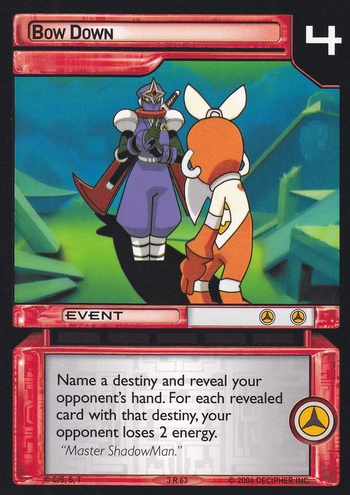 BOW DOWN
4
EVENT
Name a destiny and reveal your
opponent's hand. For each revealed
card with that destiny, your
opponent loses 2 energy.
"Master ShadowMan."
© C/S, S, T
3 R 63
© 2004 DECIPHER INC.